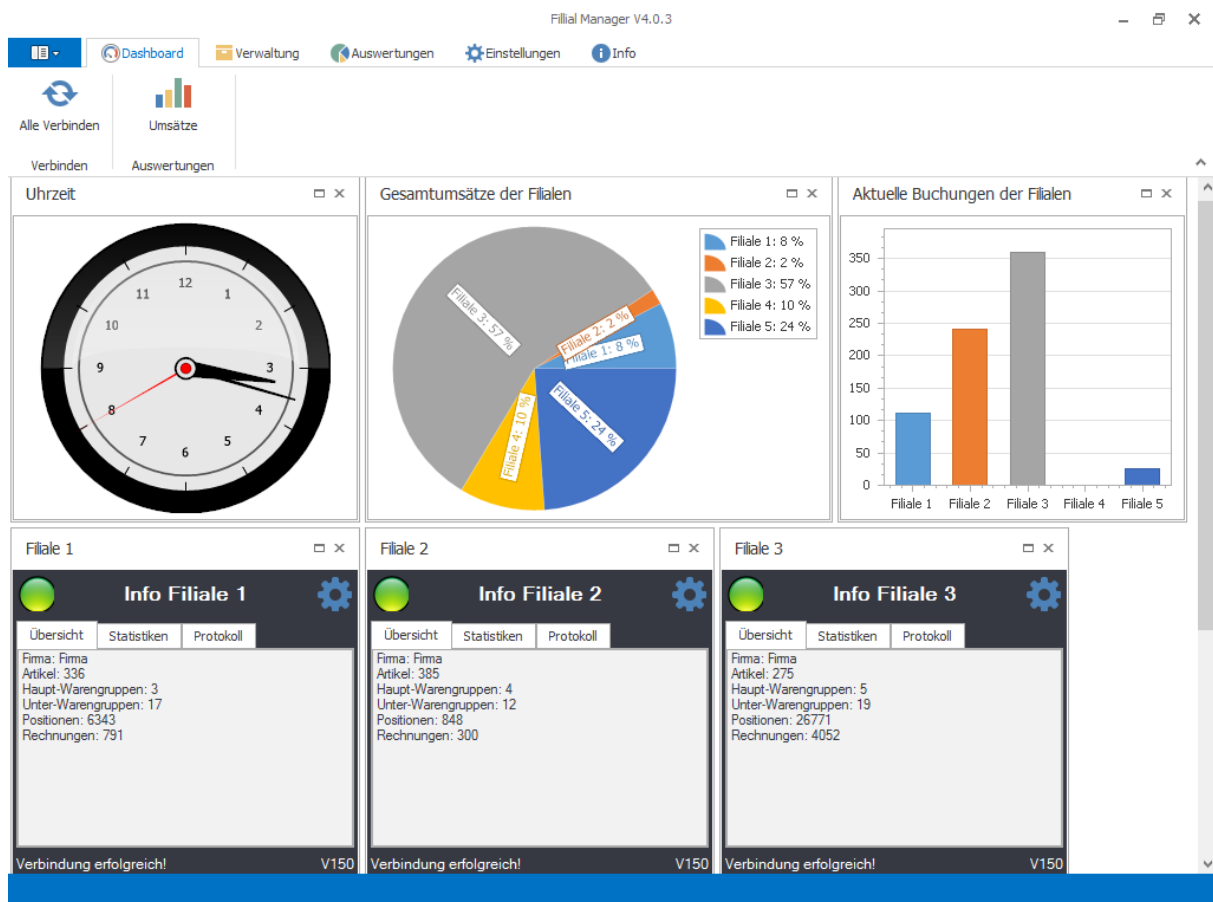 Fillial Manager V4.0.3
Dashboard
Verwaltung
Auswertungen
Einstellungen
Info
Alle Verbinden
Umsätze
Verbinden
Auswertungen
Uhrzeit
Gesamtumsätze der Filialen
Aktuelle Buchungen der Filialen
12
1
2
3
4
5
6
7
8
9
10
11
Filiale 3: 57 %
Filiale 2: 2 %
Filiale 1: 8 %
Filiale 5: 24 %
Filiale 4: 10 %
Filiale 1: 8 %
Filiale 2: 2 %
Filiale 3: 57 %
Filiale 4: 10 %
Filiale 5: 24 %
350
300
250
200
150
100
50
0
Filiale 1 Filiale 2 Filiale 3 Filiale 4 Filiale 5
Filiale 1
Info Filiale 1
Übersicht Statistiken Protokoll
Firma: Firma
Artikel: 336
Haupt-Warengruppen: 3
Unter-Warengruppen: 17
Positionen: 6343
Rechnungen: 791
Verbindung erfolgreich! V150
Filiale 2
Info Filiale 2
Übersicht Statistiken Protokoll
Firma: Firma
Artikel: 385
Haupt-Warengruppen: 4
Unter-Warengruppen: 12
Positionen: 848
Rechnungen: 300
Verbindung erfolgreich! V150
Filiale 3
Info Filiale 3
Übersicht Statistiken Protokoll
Firma: Firma
Artikel: 275
Haupt-Warengruppen: 5
Unter-Warengruppen: 19
Positionen: 26771
Rechnungen: 4052
Verbindung erfolgreich! V150